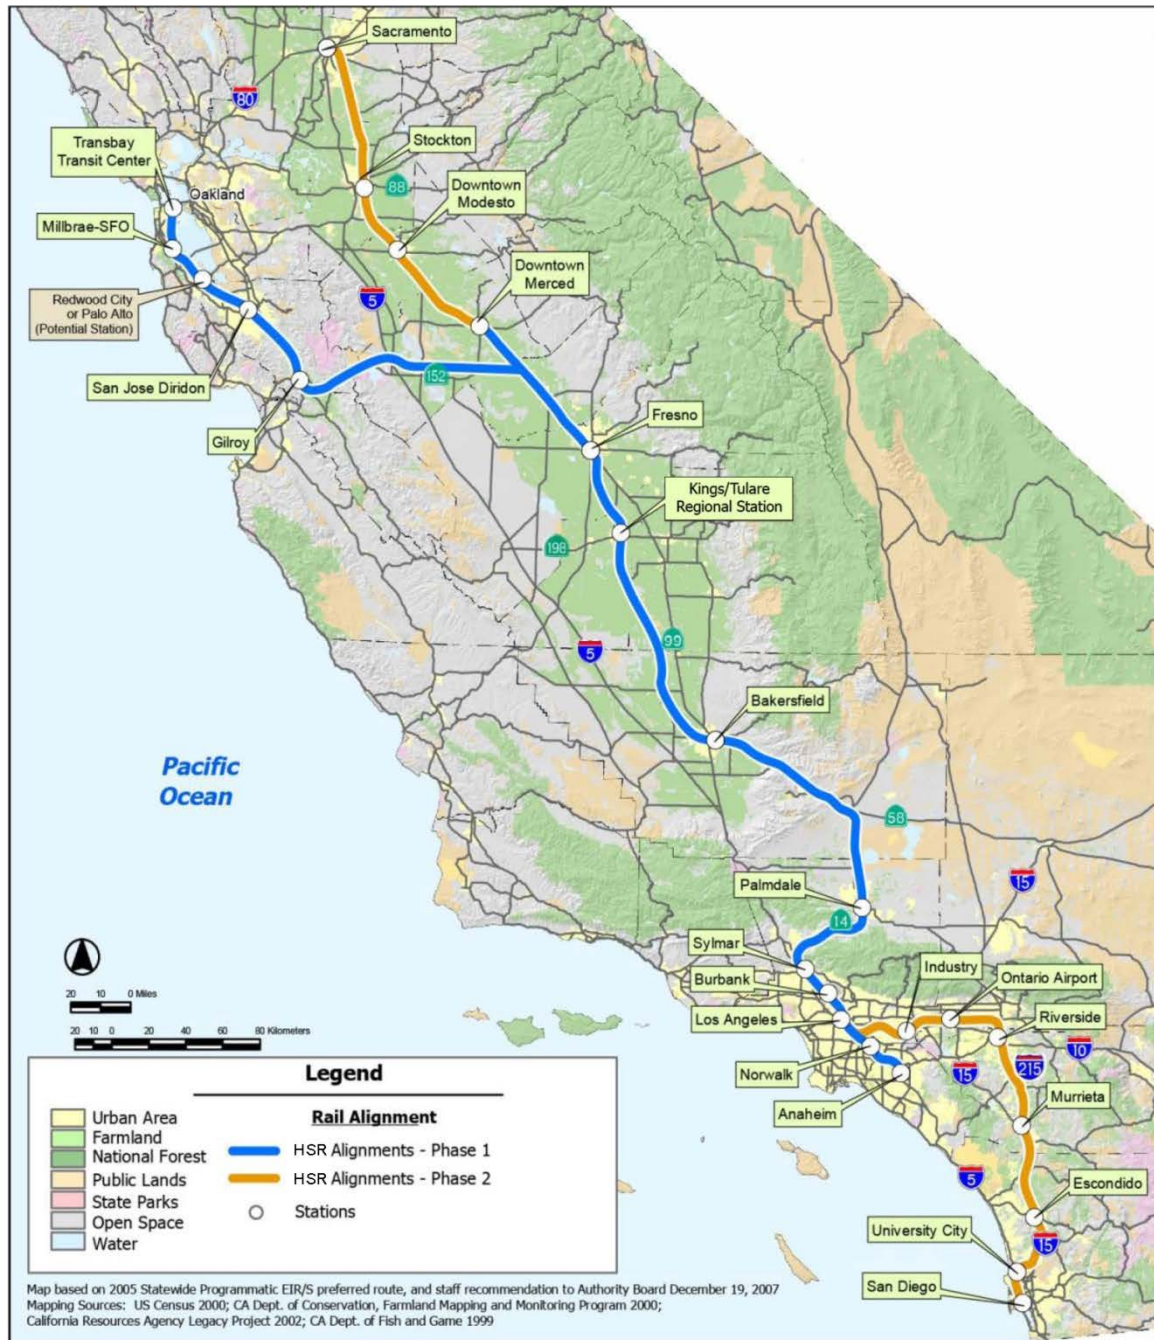 Sacramento
80
Transbay
Transit Center
Stockton
Oakland
88
Downtown
Modesto
Millbrae-SFO
Downtown
Merced
Redwood City
or Palo Alto
(Potential Station)
5
152
San Jose Diridon
Fresno
Gilroy
Kings/Tulare
Regional Station
198
99
5
Bakersfield
Pacific
Ocean
58
Palmdale
15
14
Sylmar
Industry
Burbank
Ontario Airport
Los Angeles
Riverside
10
215
15
Norwalk
Murrieta
Anaheim
5
Escondido
University City
15
San Diego
20 10 0 Miles
20 10 0 20 40 60 80 Kilometers
Legend
Rail Alignment
Urban Area
Farmland
National Forest
Public Lands
State Parks
Open Space
Water
HSR Alignments - Phase 1
HSR Alignments - Phase 2
Stations
Map based on 2005 Statewide Programmatic EIR/S preferred route, and staff recommendation to Authority Board December 19, 2007
Mapping Sources: US Census 2000; CA Dept. of Conservation, Farmland Mapping and Monitoring Program 2000;
California Resources Agency Legacy Project 2002; CA Dept. of Fish and Game 1999